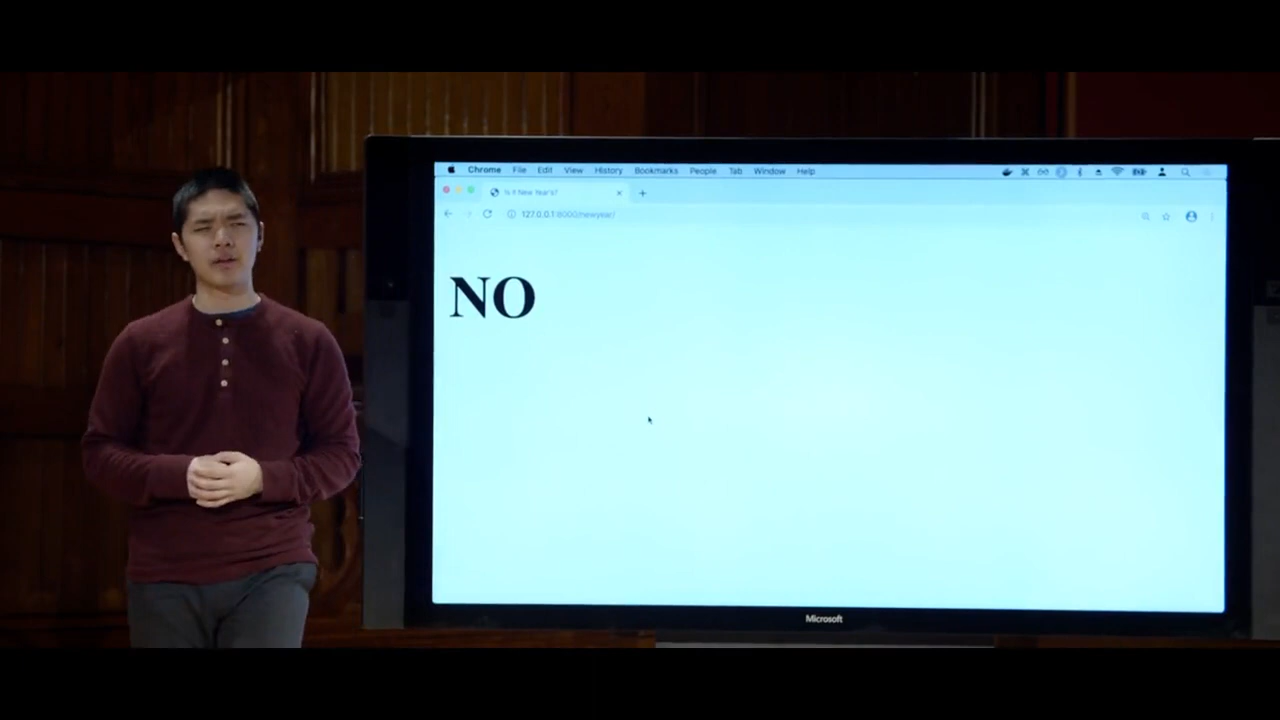 Chrome File Edit View History Bookmarks People Tab Window Help
Is it New Year's?
127.0.0.1:8000/newyear/
NO
Microsoft